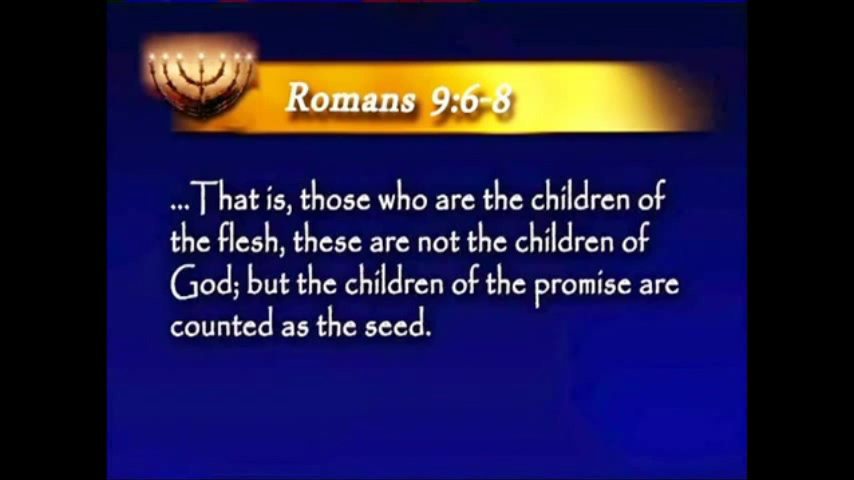 Romans 9:6-8
...That is, those who are the children of
the flesh, these are not the children of
God; but the children of the promise are
counted as the seed.